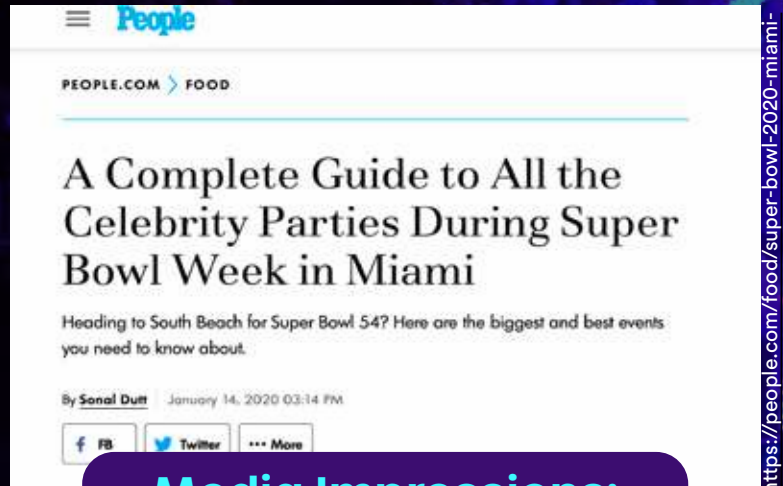 People
PEOPLE.COM > FOOD
A Complete Guide to All the
Celebrity Parties During Super
Bowl Week in Miami
Heading to South Beach for Super Bowl 54? Here are the biggest and best events
you need to know about.
By Sonal Dutt January 14, 2020 03:14 PM
FB Twitter ••• More
Media Impressions:
https://people.com/food/super-bowl-2020-miami-